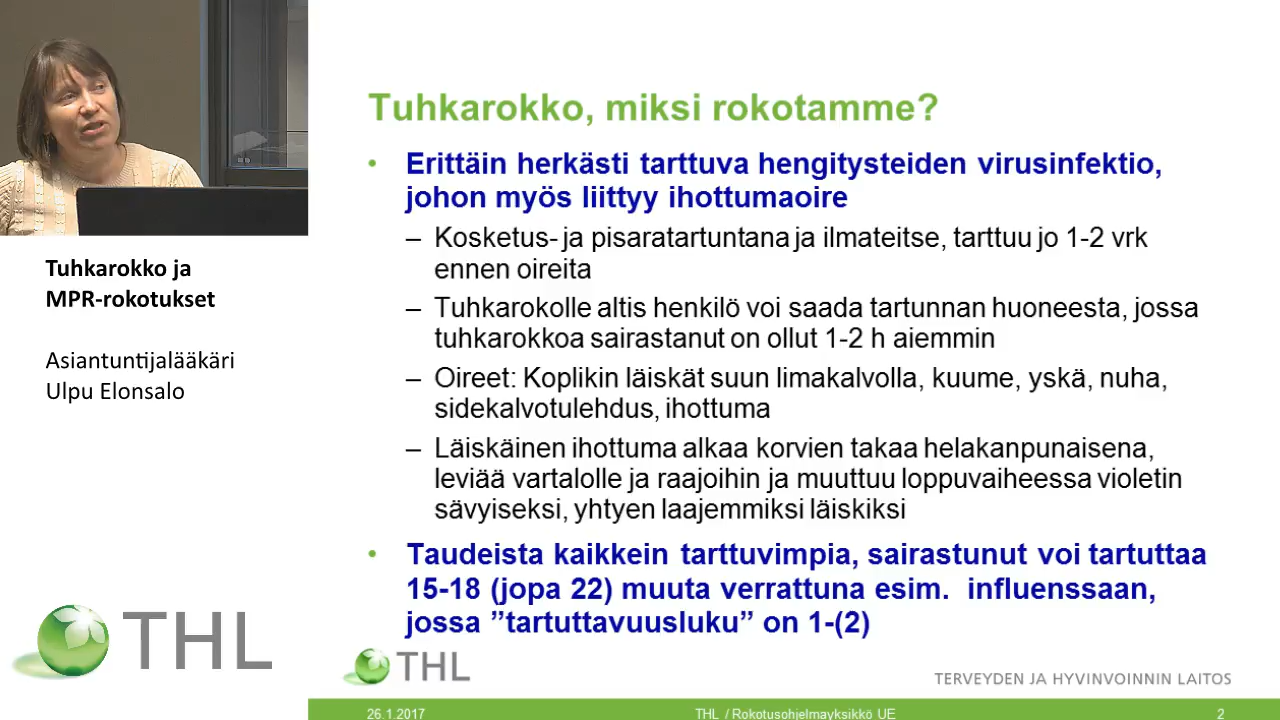 Tuhkarokko ja
MPR-rokotukset
Asiantuntijalääkäri
Ulpu Elonsalo
THL
Tuhkarokko, miksi rokotamme?
• Erittäin herkästi tarttuva hengitysteiden virusinfektio,
johon myös liittyy ihottumaoire
– Kosketus- ja pisaratartuntana ja ilmateitse, tarttuu jo 1-2 vrk
ennen oireita
– Tuhkarokolle altis henkilö voi saada tartunnan huoneesta, jossa
tuhkarokkoa sairastanut on ollut 1-2 h aiemmin
– Oireet: Koplikin läiskät suun limakalvolla, kuume, yskä, nuha,
sidekalvotulehdus, ihottuma
– Läiskäinen ihottuma alkaa korvien takaa helakanpunaisena,
leviää vartalolle ja raajoihin ja muuttuu loppuvaiheessa violetin
sävyiseksi, yhtyen laajemmiksi läiskiksi
• Taudeista kaikkein tarttuvimpia, sairastunut voi tartuttaa
15-18 (jopa 22) muuta verrattuna esim. influenssaan,
jossa ”tartuttavuusluku” on 1-(2)
THL
TERVEYDEN JA HYVINVOINNIN LAITOS
26.1.2017
THL / Rokotusohjelmayksikkö UE
2